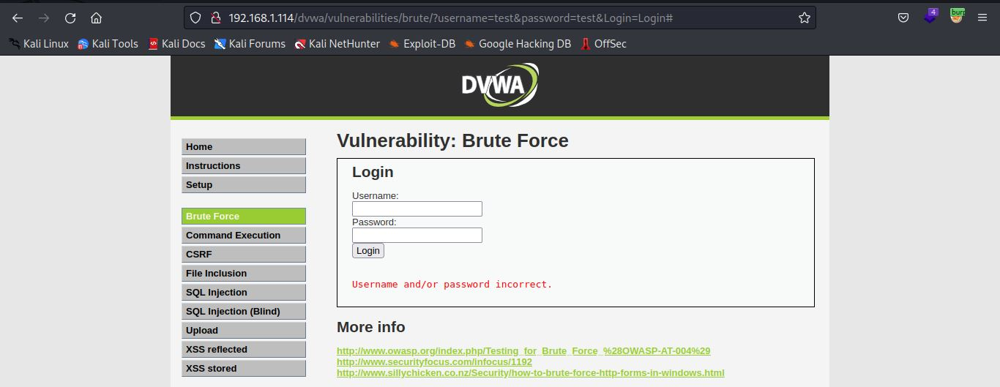 192.168.1.114/dvwa/vulnerabilities/brute/?username=test&password=test&Login=Login#
4
burp
Kali Linux Kali Tools Kali Docs Kali Forums Kali NetHunter Exploit-DB Google Hacking DB OffSec
DVWA
Home
Instructions
Setup
Brute Force
Command Execution
CSRF
File Inclusion
SQL Injection
SQL Injection (Blind)
Upload
XSS reflected
XSS stored
Vulnerability: Brute Force
Login
Username:
Password:
Login
Username and/or password incorrect.
More info
http://www.owasp.org/index.php/Testing_for_Brute_Force_%28OWASP-AT-004%29
http://www.securityfocus.com/infocus/1192
http://www.sillychicken.co.nz/Security/how-to-brute-force-http-forms-in-windows.html